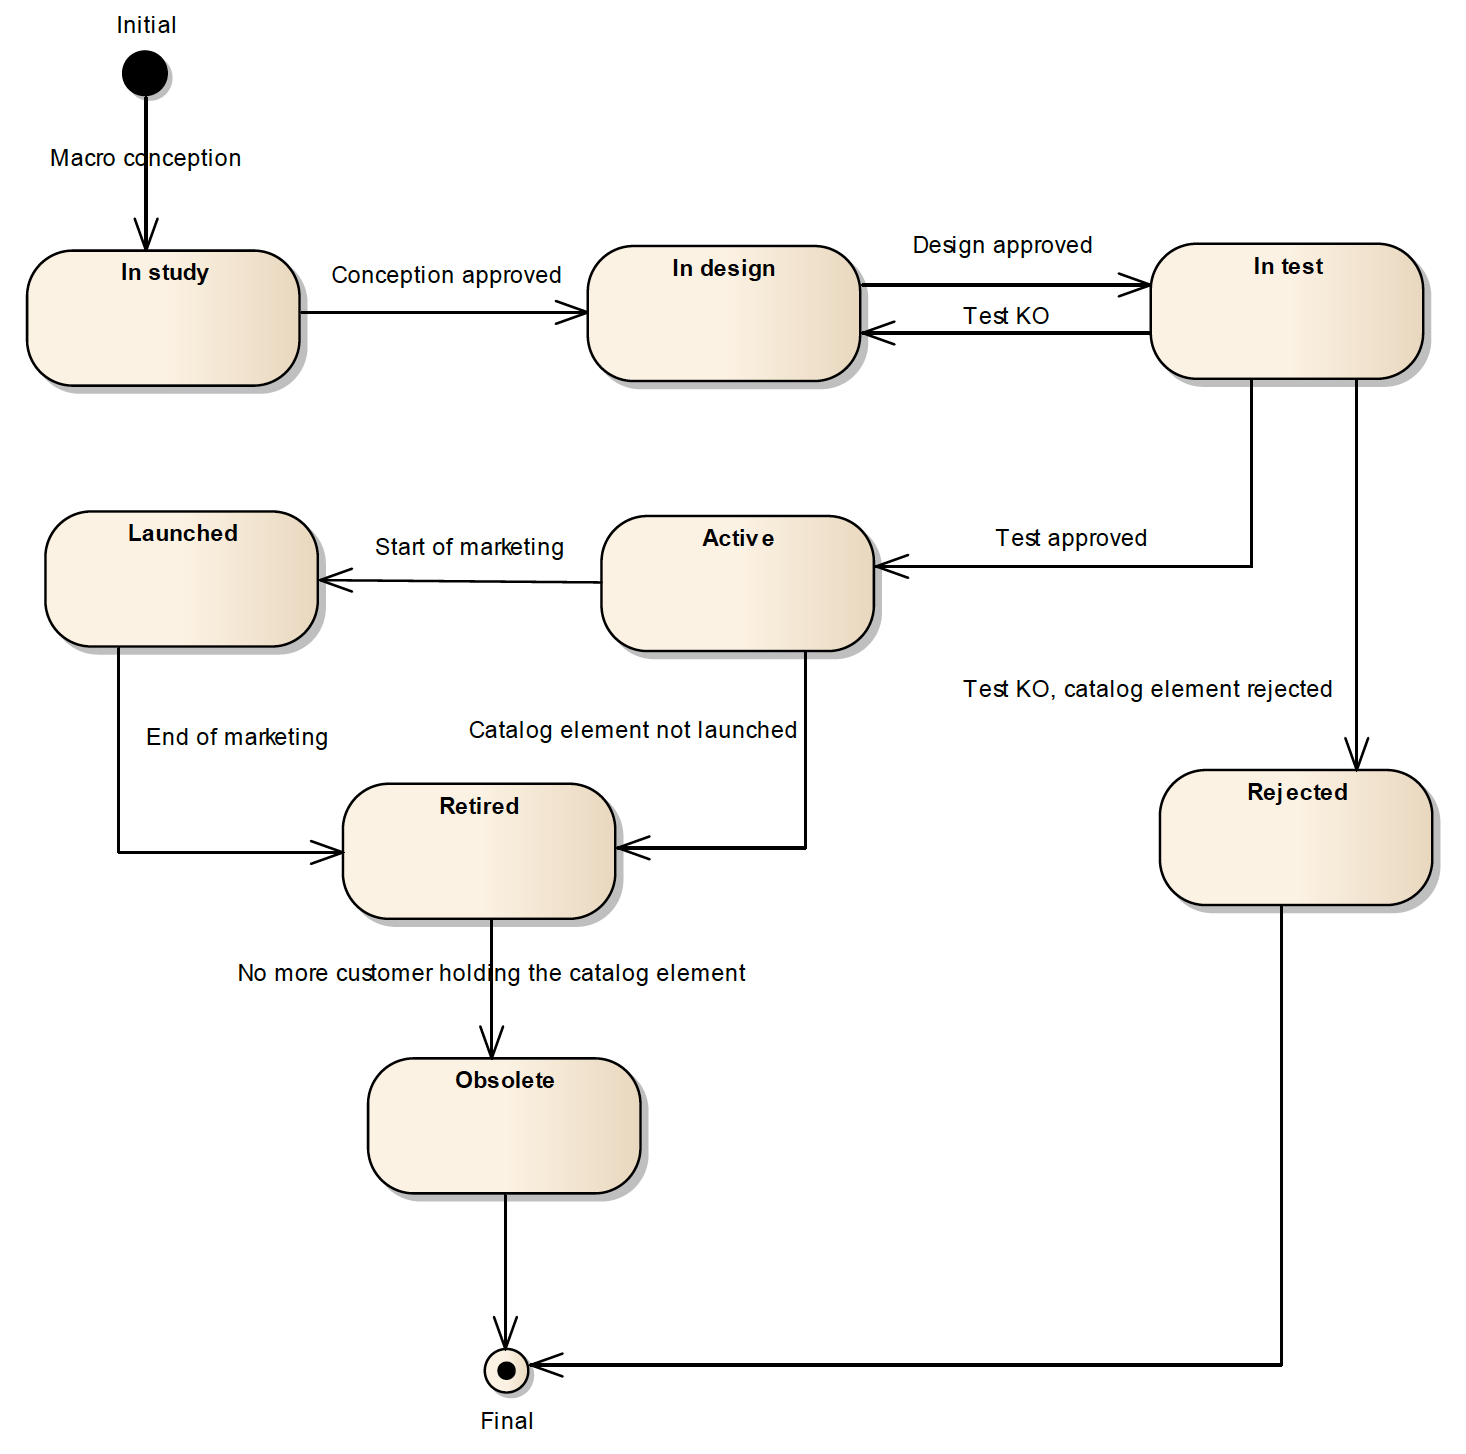 Initial
Macro conception
In study
Conception approved
In design
Design approved
Test KO
In test
Launched
Start of marketing
Active
Test approved
End of marketing
Catalog element not launched
Test KO, catalog element rejected
Retired
Rejected
No more customer holding the catalog element
Obsolete
Final